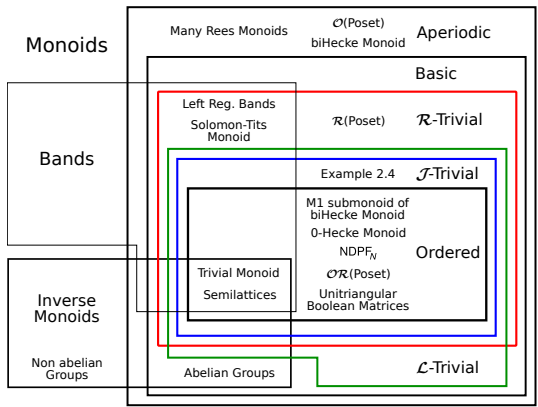 Monoids
Many Rees Monoids
𝒪(Poset)
biHecke Monoid
Aperiodic
Basic
Left Reg. Bands
Solomon-Tits
Monoid
ℛ(Poset)
ℛ-Trivial
Bands
Example 2.4
𝒥-Trivial
M1 submonoid of
biHecke Monoid
0-Hecke Monoid
NDPF_N
Ordered
𝒪ℛ(Poset)
Unitriangular
Boolean Matrices
Trivial Monoid
Semilattices
Inverse
Monoids
Non abelian
Groups
Abelian Groups
ℒ-Trivial